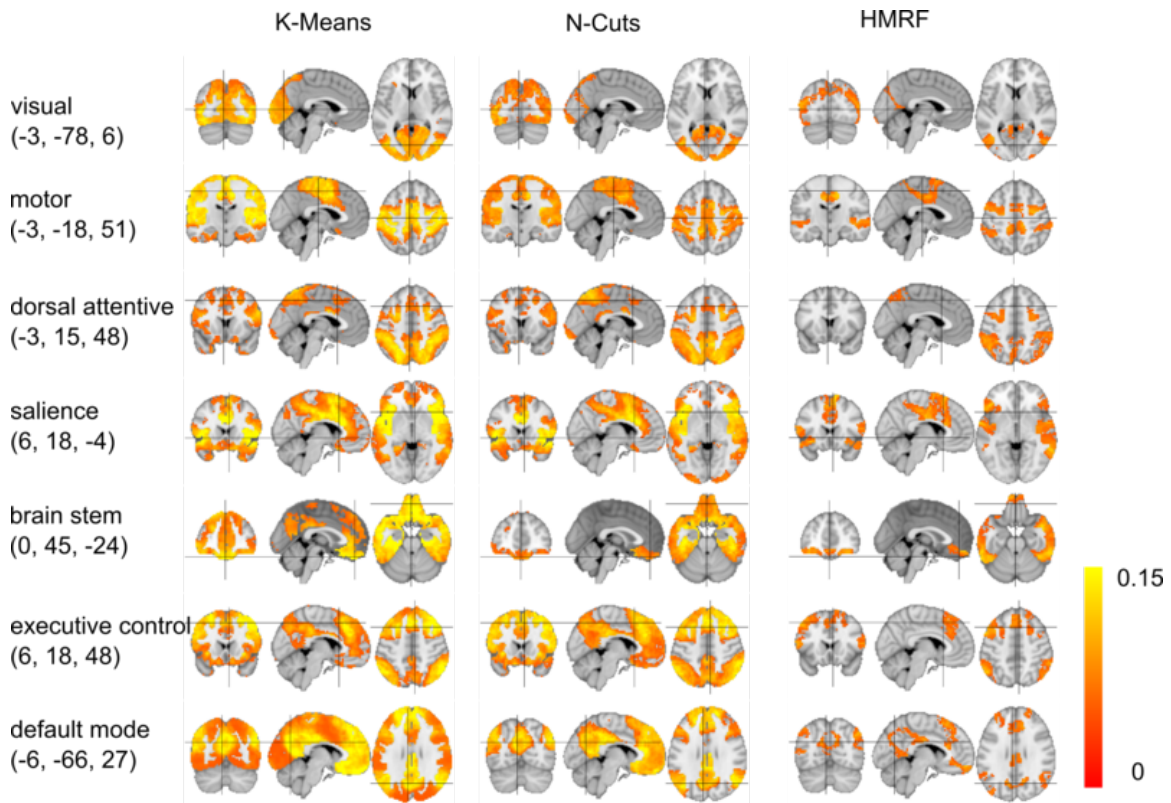 K-Means N-Cuts HMRF
visual
(-3, -78, 6)
motor
(-3, -18, 51)
dorsal attentive
(-3, 15, 48)
salience
(6, 18, -4)
brain stem
(0, 45, -24)
executive control
(6, 18, 48)
default mode
(-6, -66, 27)
0.15
0